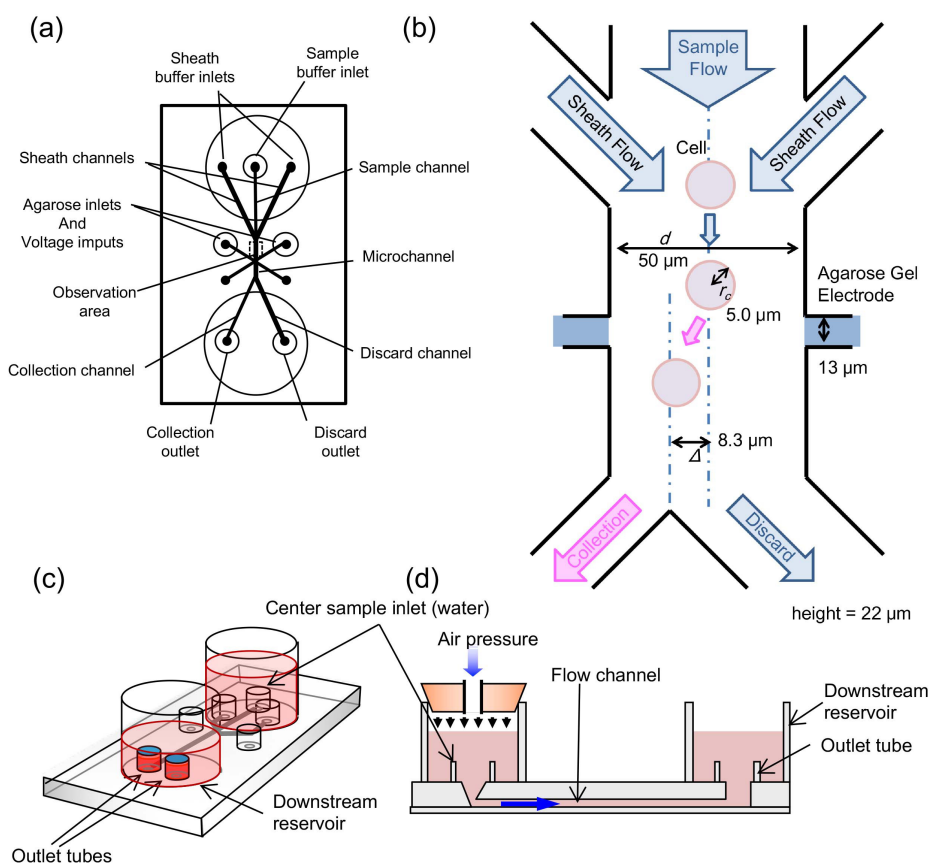 (a)
Sheath
buffer inlets
Sample
buffer inlet
Sheath channels
Sample channel
Agarose inlets
And
Voltage imputs
Microchannel
Observation
area
Collection channel
Discard channel
Collection
outlet
Discard
outlet
(b)
Sample
Flow
Sheath Flow
Sheath Flow
Cell
d
50 µm
rc
5.0 µm
Agarose Gel
Electrode
13 µm
8.3 µm
Δ
Collection
Discard
height = 22 µm
(c)
Center sample inlet (water)
Outlet tubes
Downstream
reservoir
(d)
Air pressure
Flow channel
Downstream
reservoir
Outlet tube